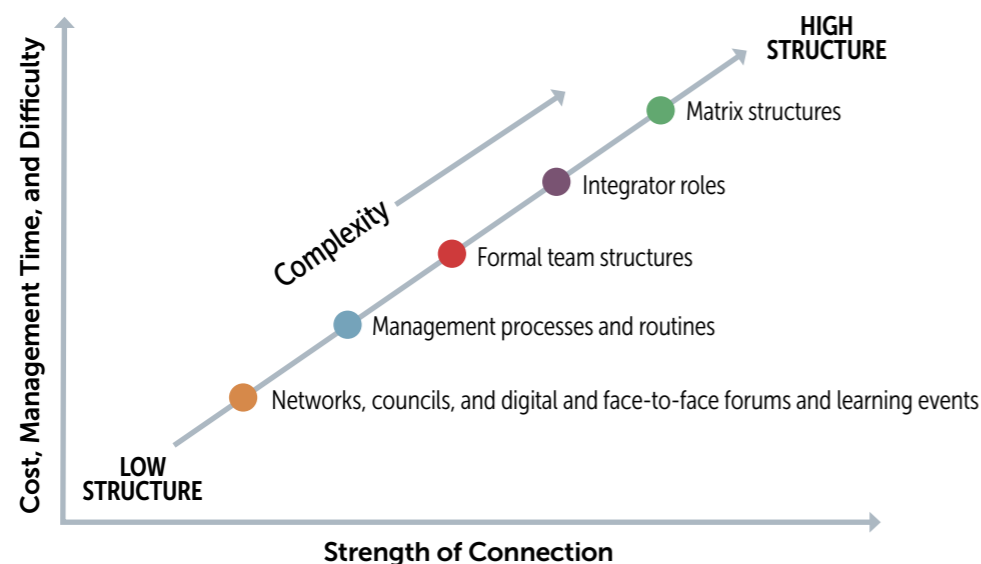 Cost, Management Time, and Difficulty
HIGH
STRUCTURE
Matrix structures
Integrator roles
Complexity
Formal team structures
Management processes and routines
Networks, councils, and digital and face-to-face forums and learning events
LOW
STRUCTURE
Strength of Connection